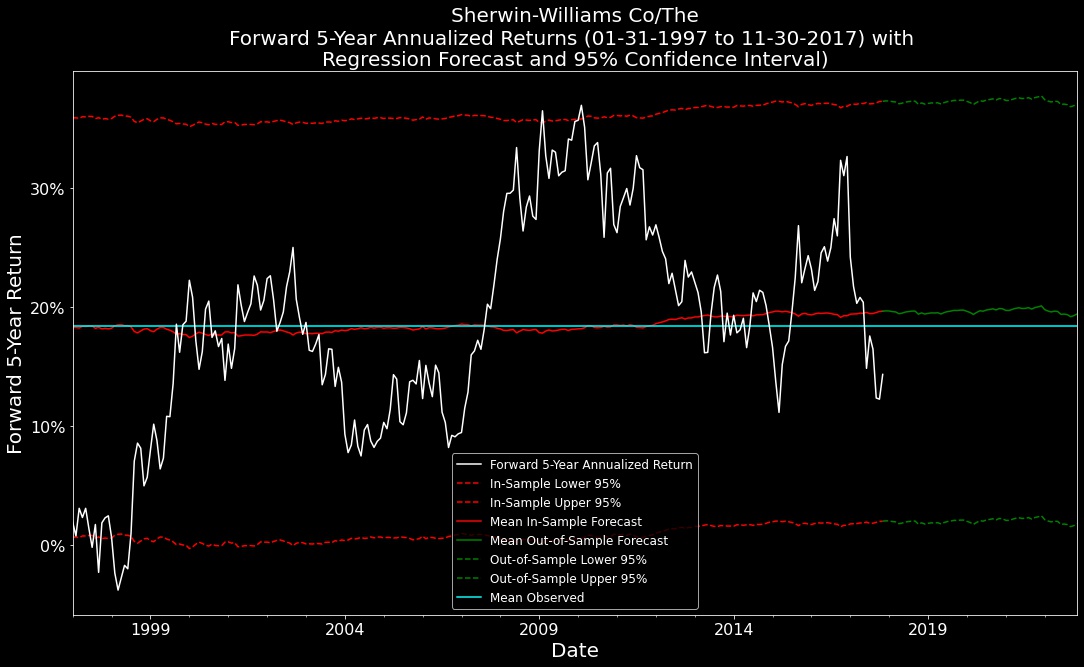 Sherwin-Williams Co/The
Forward 5-Year Annualized Returns (01-31-1997 to 11-30-2017) with
Regression Forecast and 95% Confidence Interval)
Forward 5-Year Return
30%
20%
10%
0%
Forward 5-Year Annualized Return
In-Sample Lower 95%
In-Sample Upper 95%
Mean In-Sample Forecast
Mean Out-of-Sample Forecast
Out-of-Sample Lower 95%
Out-of-Sample Upper 95%
Mean Observed
1999 2004 2009 2014 2019
Date